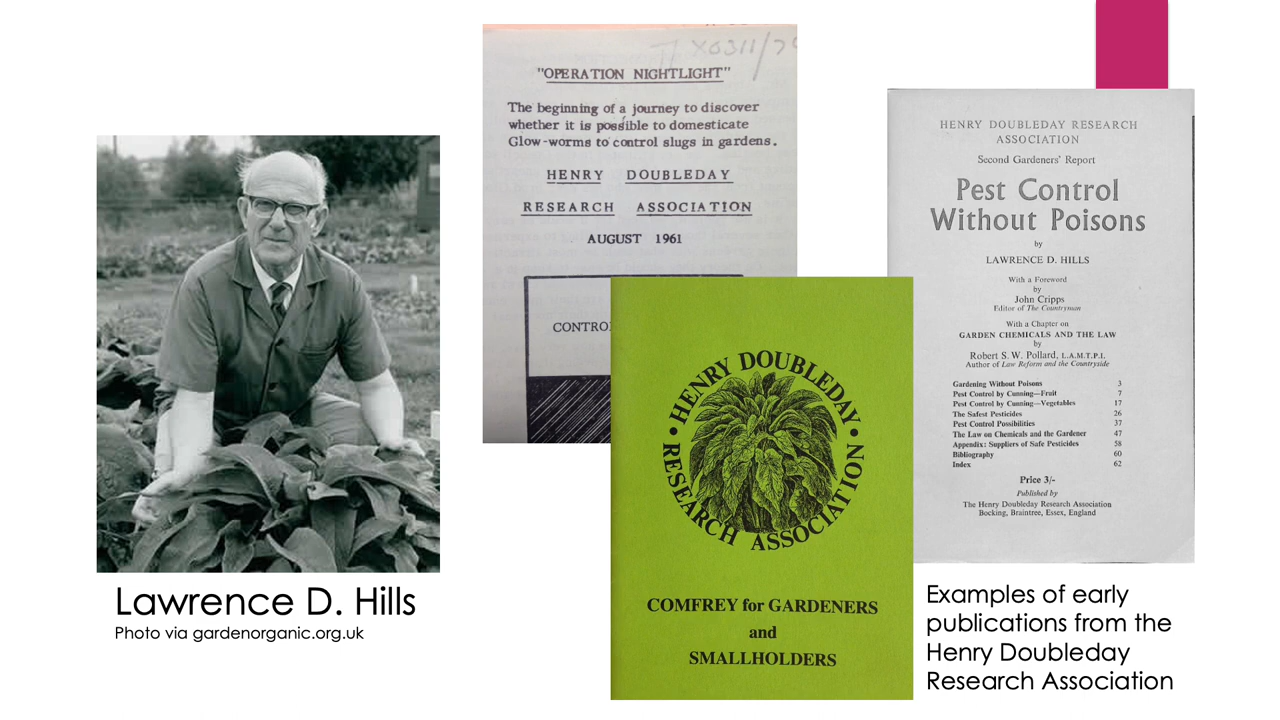 Lawrence D. Hills
Photo via gardenorganic.org.uk
"OPERATION NIGHTLIGHT"
The beginning of a journey to discover
whether it is possible to domesticate
Glow-worms to control slugs in gardens.
HENRY DOUBLEDAY
RESEARCH ASSOCIATION
AUGUST 1961
HENRY DOUBLEDAY
RESEARCH ASSOCIATION
COMFREY for GARDENERS
and
SMALLHOLDERS
HENRY DOUBLEDAY RESEARCH
ASSOCIATION
Second Gardeners' Report
Pest Control
Without Poisons
by
LAWRENCE D. HILLS
With a Foreword
by
John Cripps
Editor of The Countryman
With a Chapter on
GARDEN CHEMICALS AND THE LAW
by
Robert S. W. Pollard, L.A.M.T.P.I.
Author of Law Reform and the Countryside
Gardening Without Poisons 3
Pest Control by Cunning—Fruit 7
Pest Control by Cunning—Vegetables 17
The Safest Pesticides 26
Pest Control Possibilities 37
The Law on Chemicals and the Gardener 47
Appendix: Suppliers of Safe Pesticides 58
Bibliography 60
Index 62
Price 3/-
Published by
The Henry Doubleday Research Association
Bocking, Braintree, Essex, England
Examples of early
publications from the
Henry Doubleday
Research Association